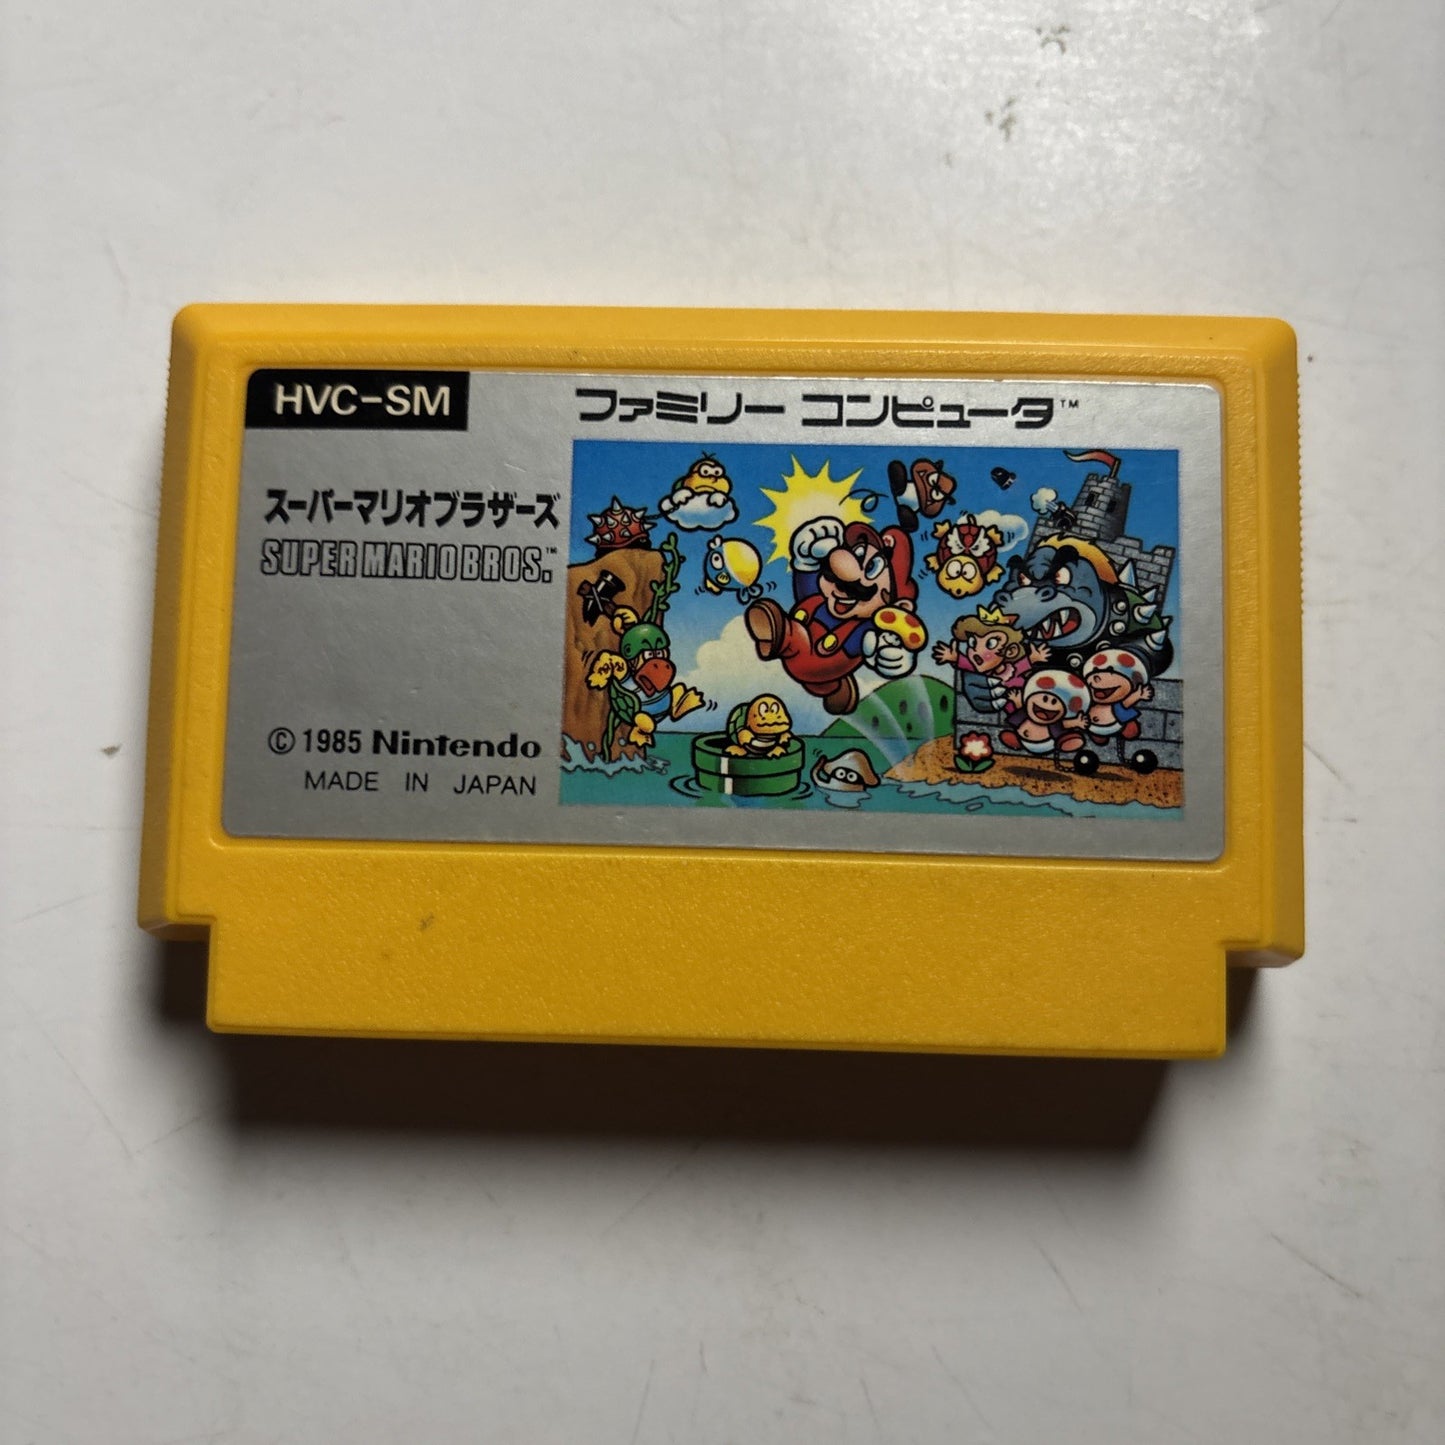 HVC-SM
ファミリー コンピュータ™
スーパーマリオブラザーズ
SUPER MARIO BROS.™
© 1985 Nintendo
MADE IN JAPAN